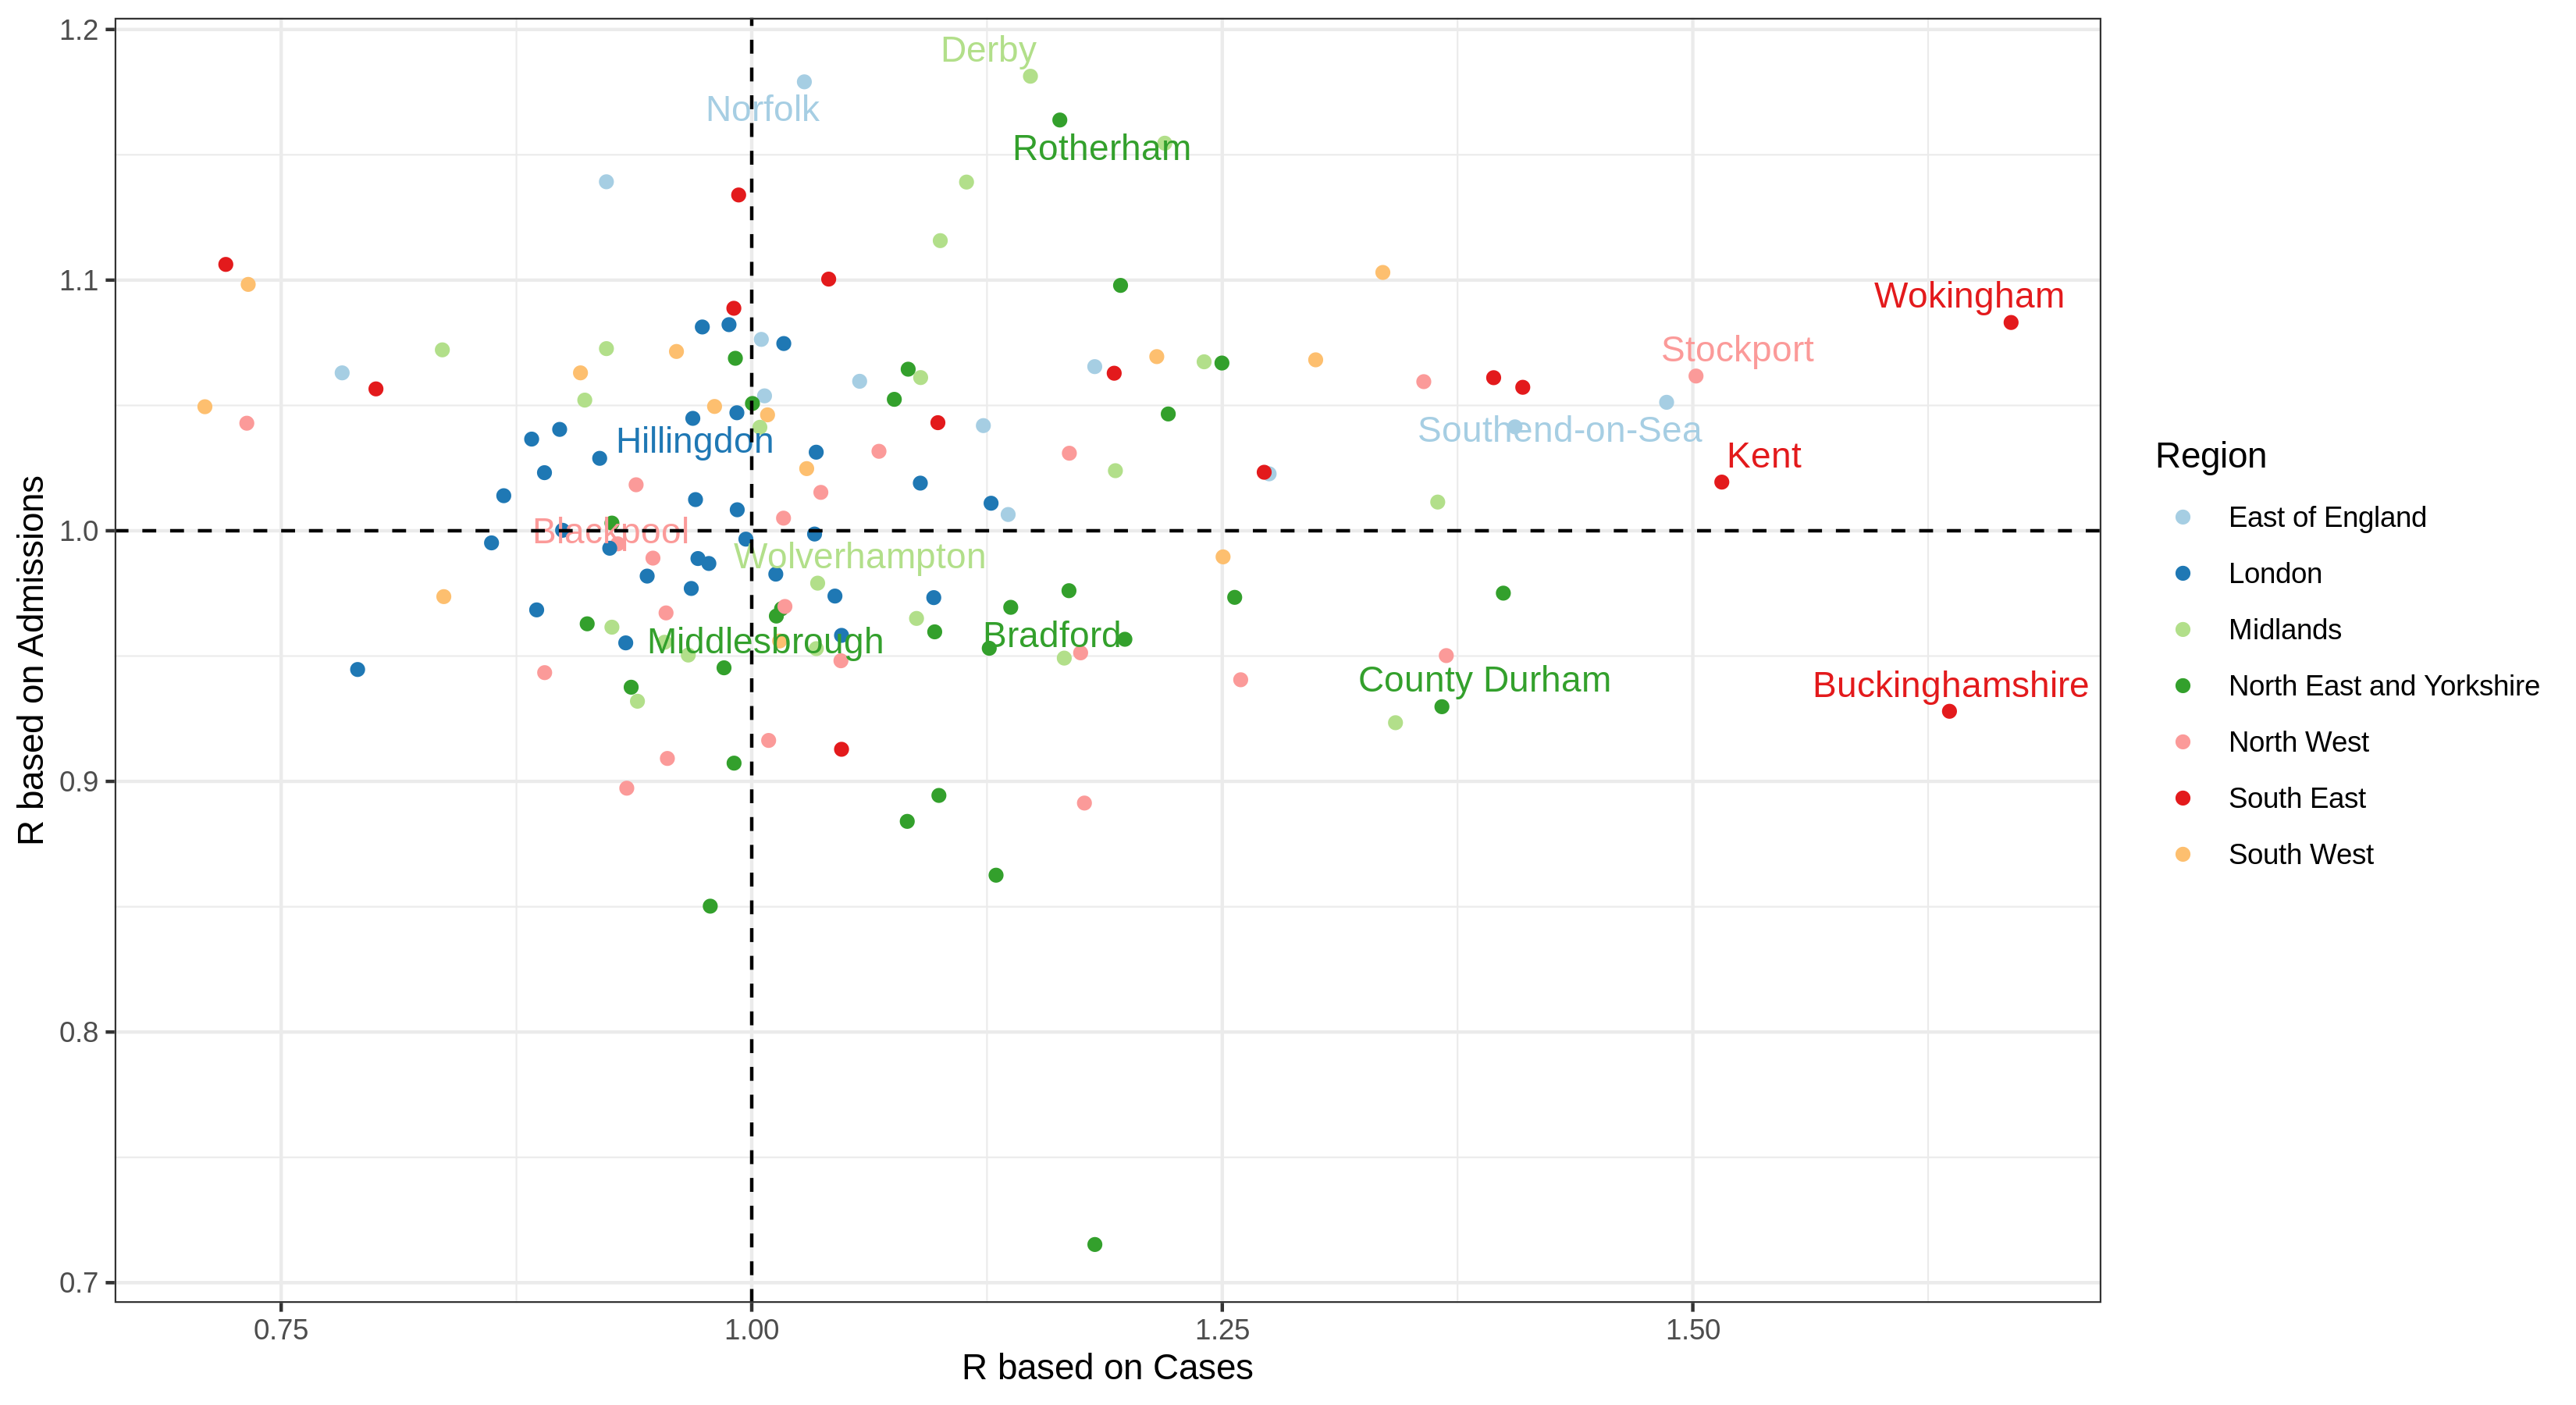 1.2
1.1
1.0
0.9
0.8
0.7
R based on Admissions
Derby
Norfolk
Rotherham
Wokingham
Stockport
Southend-on-Sea
Hillingdon
Kent
Blackpool
Wolverhampton
Bradford
Middlesbrough
County Durham
Buckinghamshire
0.75
1.00
1.25
1.50
R based on Cases
Region
East of England
London
Midlands
North East and Yorkshire
North West
South East
South West